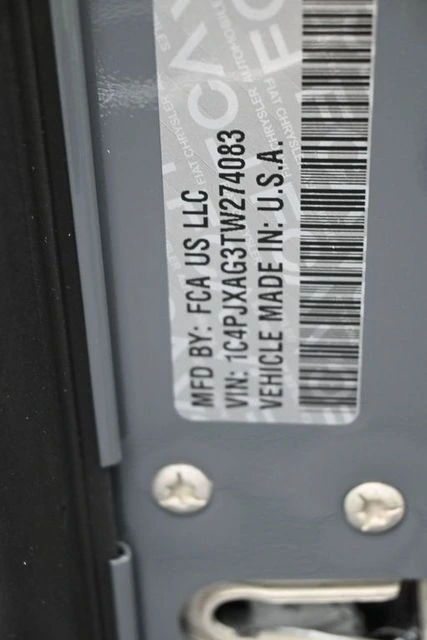 MFD BY: FCA US LLC
VIN: 1C4PJXAG3TW274083
VEHICLE MADE IN: U.S.A.